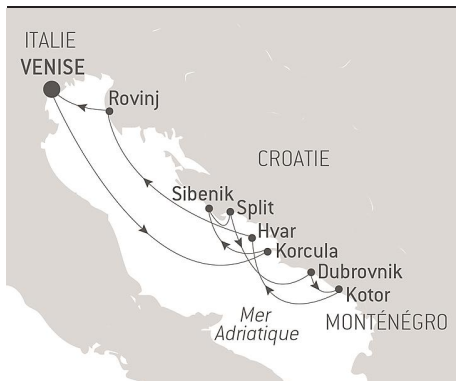 ITALIE
VENISE
Rovinj
CROATIE
Sibenik
Split
Hvar
Korcula
Dubrovnik
Kotor
Mer
Adriatique
MONTÉNÉGRO